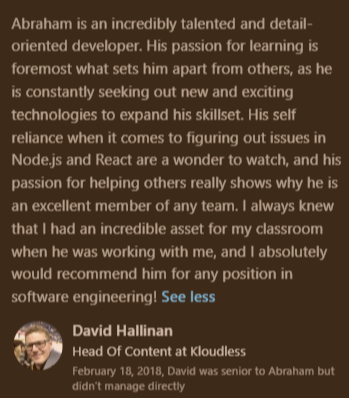 Abraham is an incredibly talented and detail-
oriented developer. His passion for learning is
foremost what sets him apart from others, as he
is constantly seeking out new and exciting
technologies to expand his skillset. His self
reliance when it comes to figuring out issues in
Node.js and React are a wonder to watch, and his
passion for helping others really shows why he is
an excellent member of any team. I always knew
that I had an incredible asset for my classroom
when he was working with me, and I absolutely
would recommend him for any position in
software engineering! See less
David Hallinan
Head Of Content at Kloudless
February 18, 2018, David was senior to Abraham but
didn't manage directly